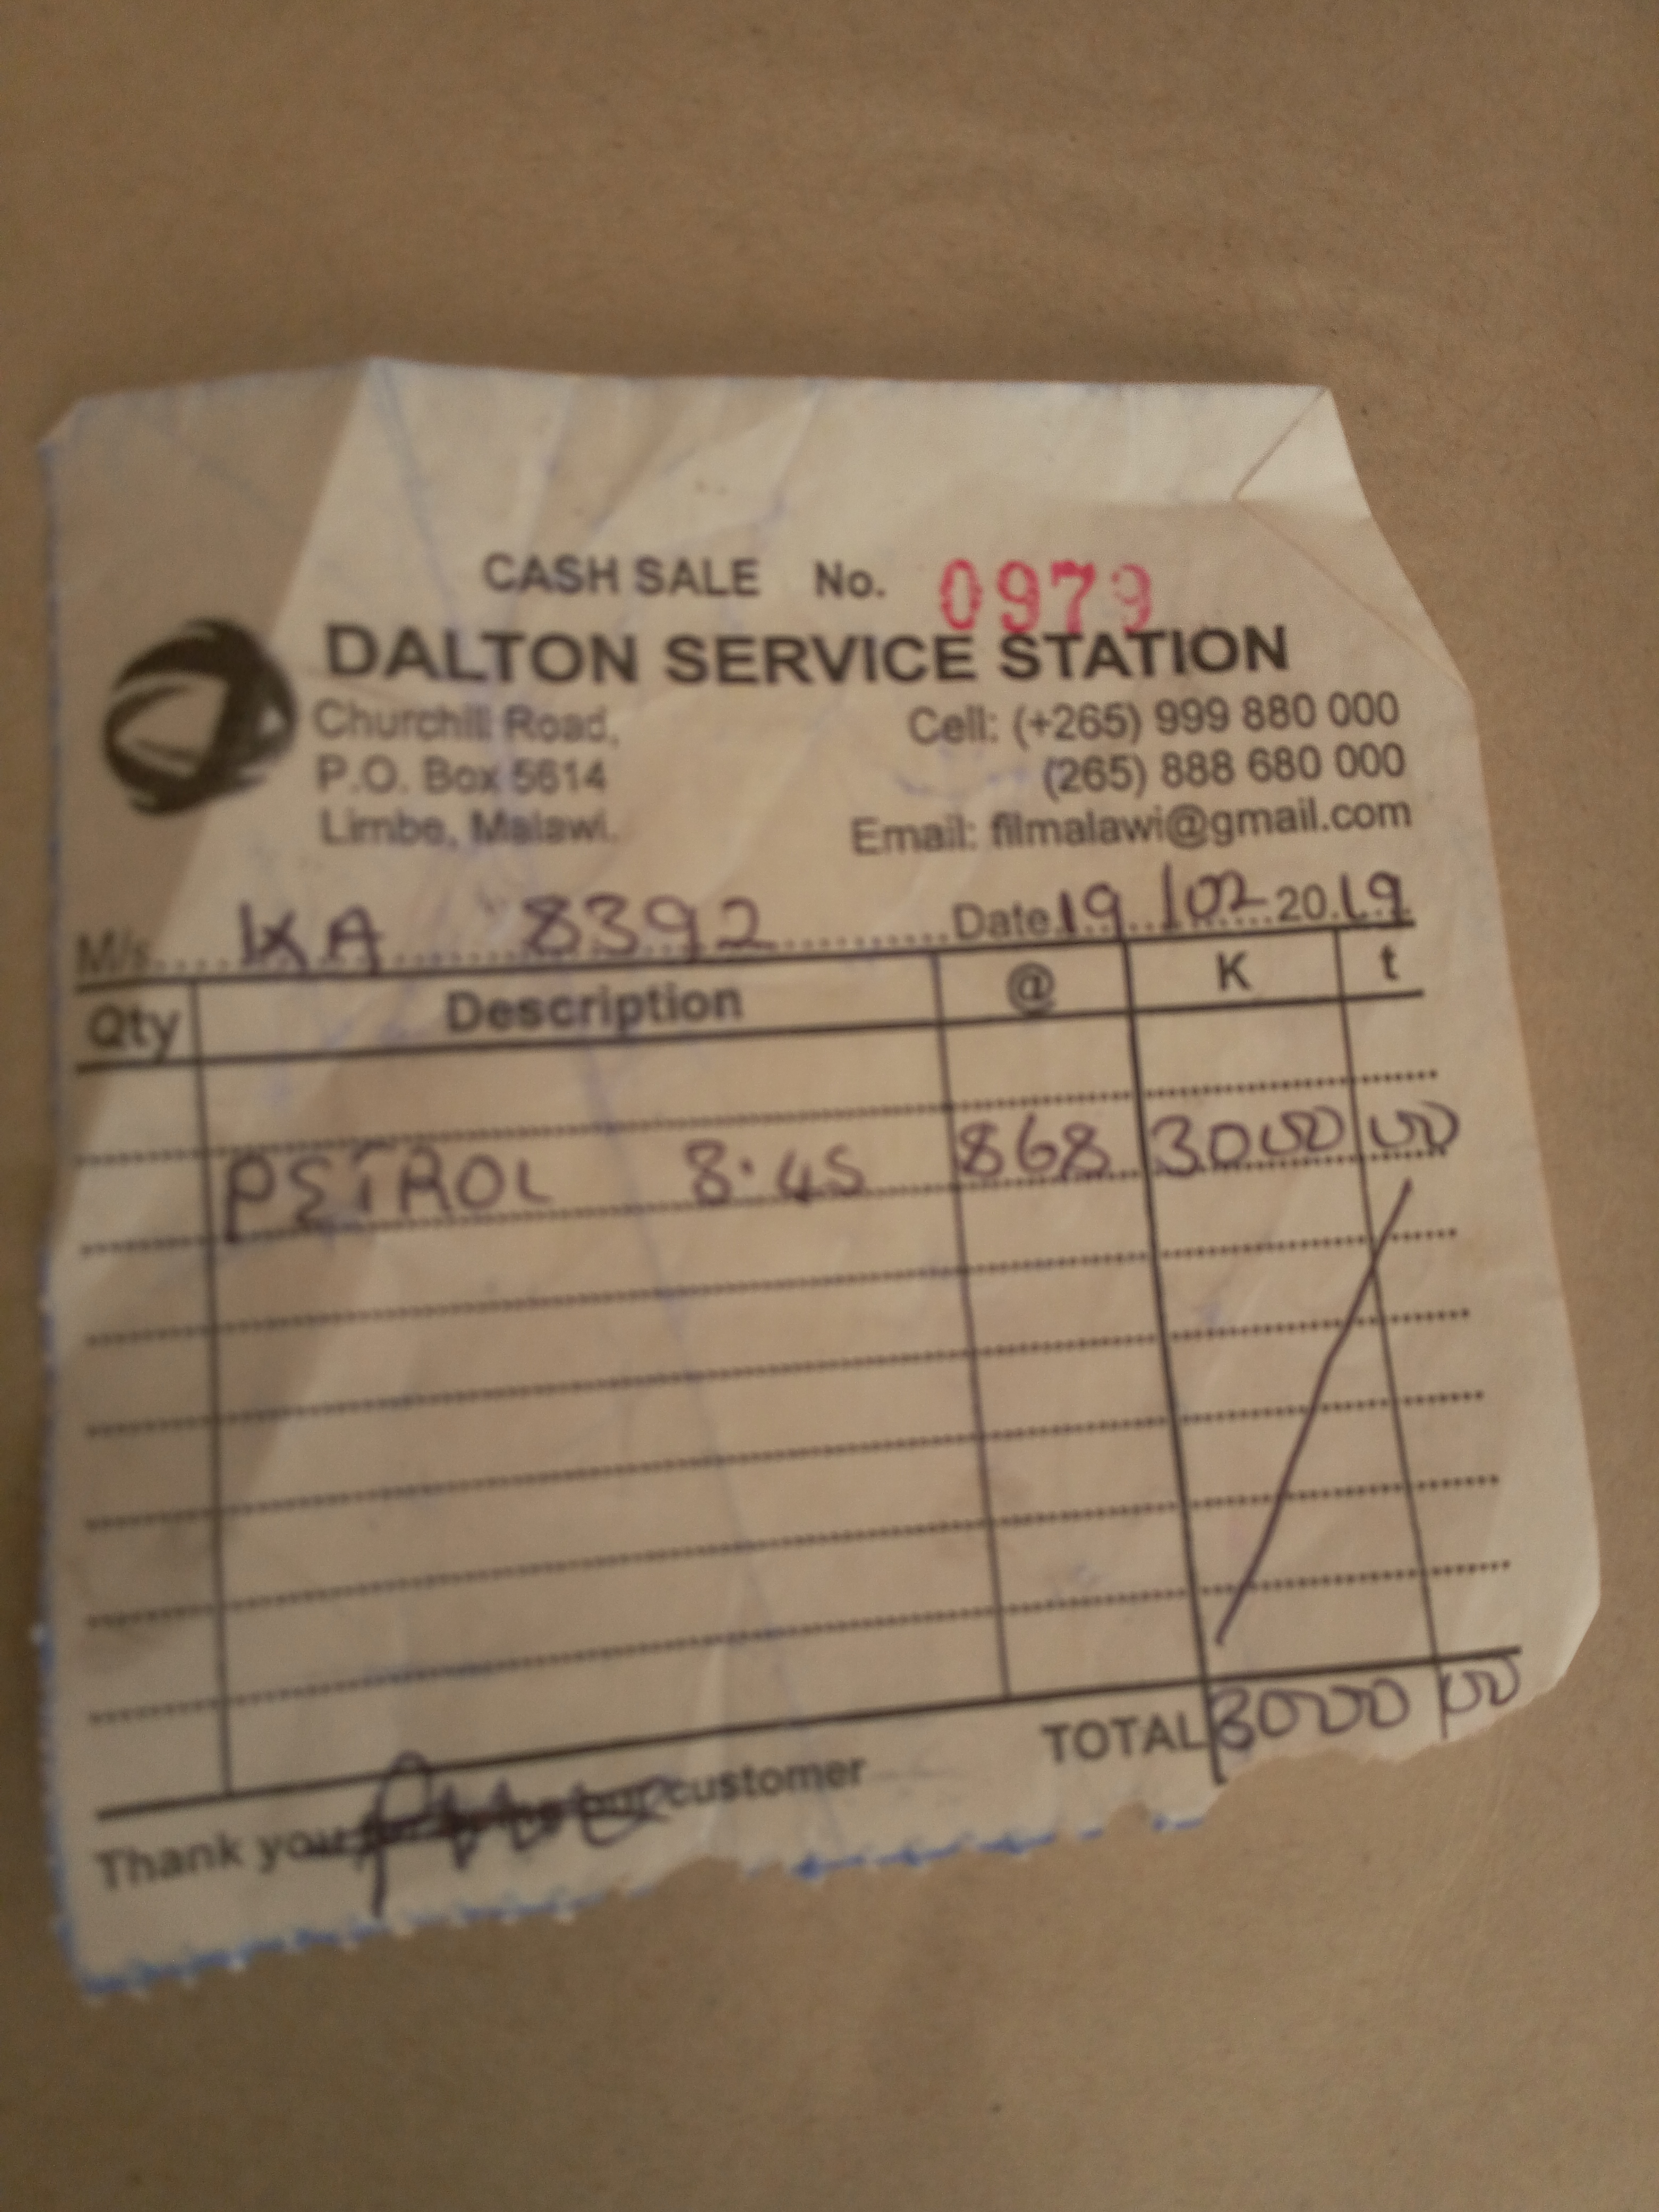 CASH SALE No. 0979
DALTON SERVICE STATION
Churchill Road,
P.O. Box 5614
Limbe, Malawi.
Cell: (+265) 999 880 000
(265) 888 680 000
Email: filmalawi@gmail.com
M/s. KA 8392 Date 19/02 2019
Qty Description @ K t
PETROL 8.45 868 3000 00
TOTAL 3000 00
Thank you customer